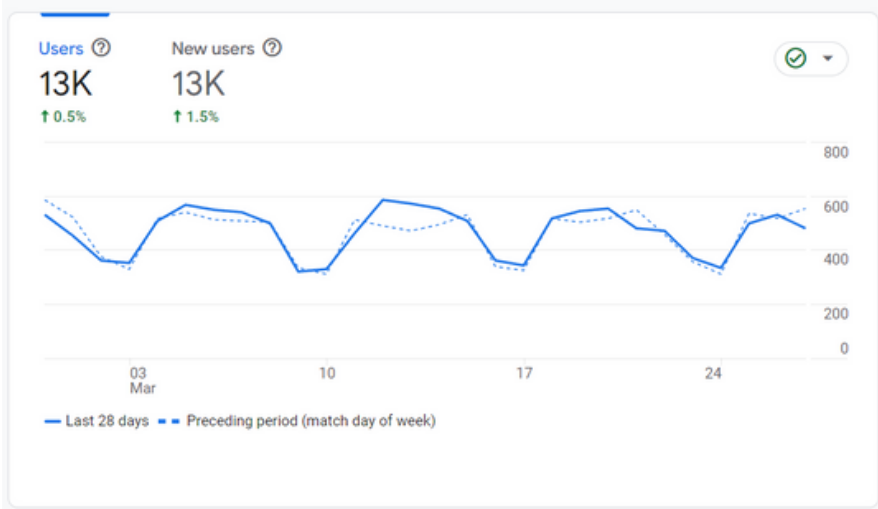 Users ? New users ?
13K 13K
↑ 0.5% ↑ 1.5%
800
600
400
200
0
03 10 17 24
Mar
Last 28 days Preceding period (match day of week)